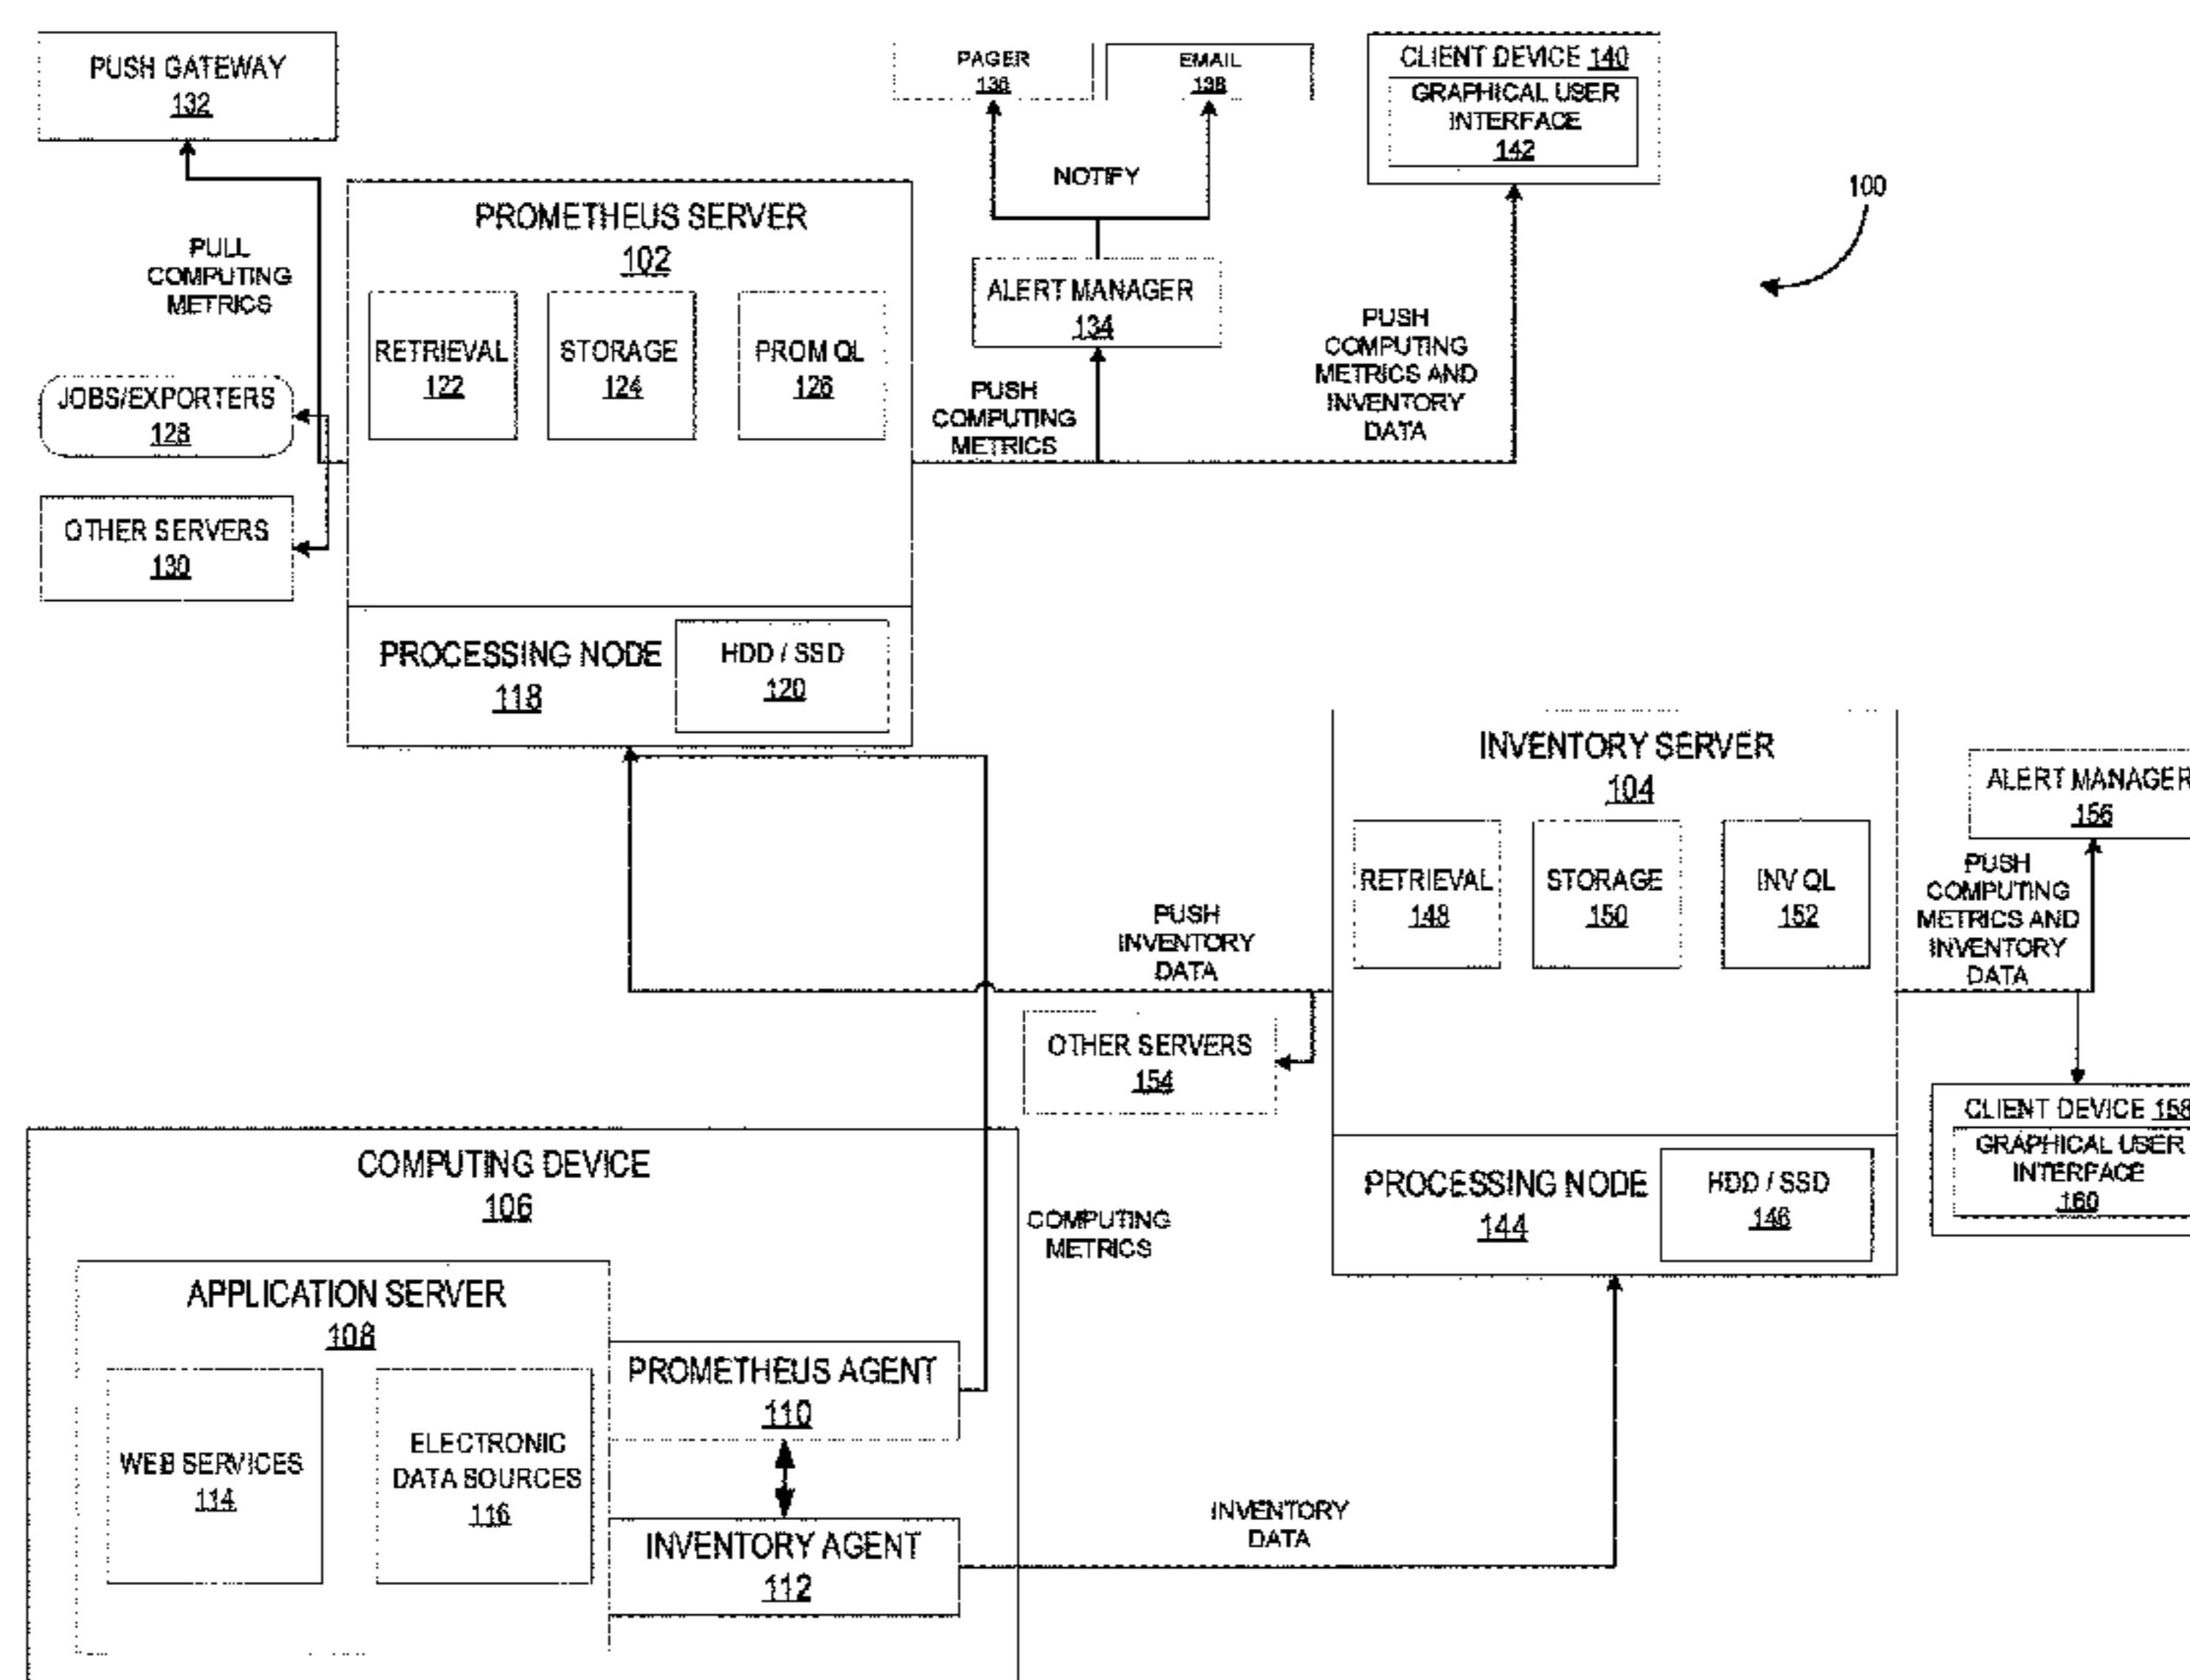 PUSH GATEWAY
132
PAGER
136
EMAIL
138
CLIENT DEVICE 140
GRAPHICAL USER
INTERFACE
142
NOTIFY
100
PROMETHEUS SERVER
102
PULL
COMPUTING
METRICS
ALERT MANAGER
134
RETRIEVAL
122
STORAGE
124
PROM QL
126
PUSH
COMPUTING
METRICS AND
INVENTORY
DATA
JOBS/EXPORTERS
128
PUSH
COMPUTING
METRICS
OTHER SERVERS
130
PROCESSING NODE
118
HDD / SSD
120
INVENTORY SERVER
104
ALERT MANAGER
156
RETRIEVAL
148
STORAGE
150
INV QL
152
PUSH
COMPUTING
METRICS AND
INVENTORY
DATA
PUSH
INVENTORY
DATA
OTHER SERVERS
154
CLIENT DEVICE 158
GRAPHICAL USER
INTERFACE
160
COMPUTING DEVICE
106
PROCESSING NODE
144
HDD / SSD
146
COMPUTING
METRICS
APPLICATION SERVER
108
PROMETHEUS AGENT
110
WEB SERVICES
114
ELECTRONIC
DATA SOURCES
116
INVENTORY AGENT
112
INVENTORY
DATA